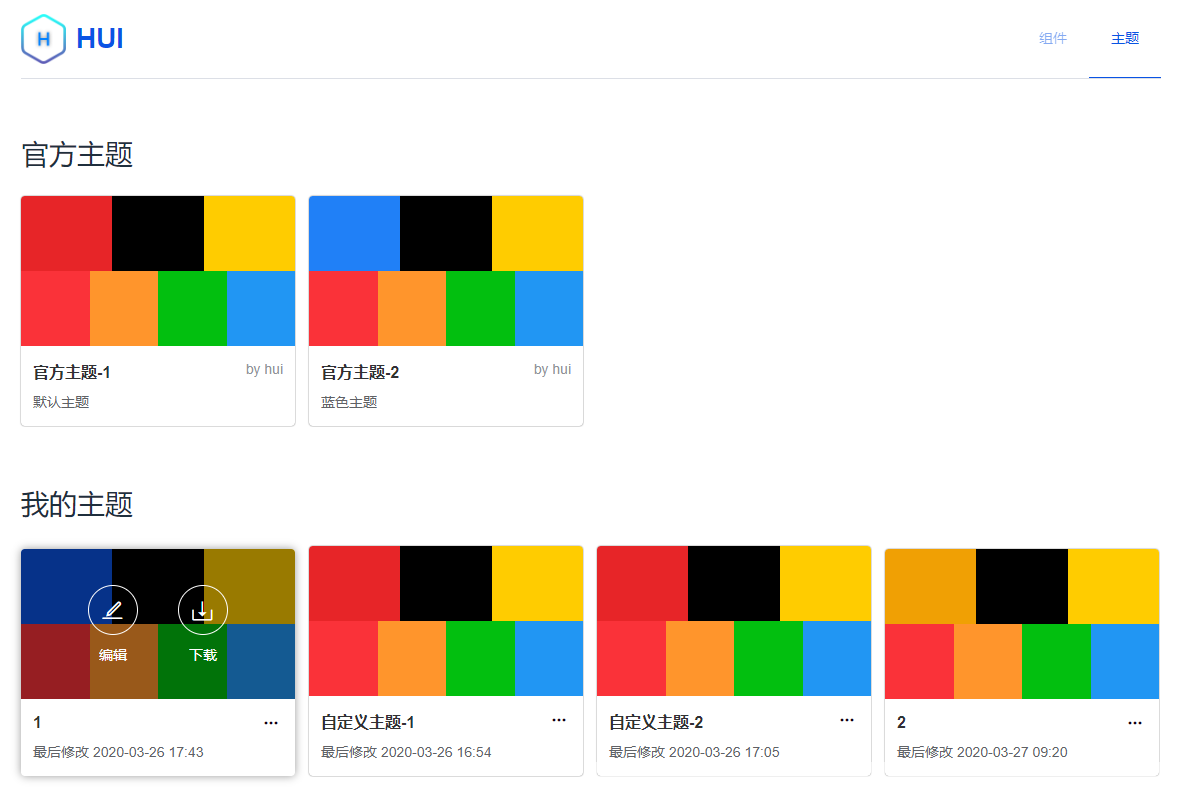 H HUI
组件 主题
官方主题
官方主题-1 by hui
默认主题
官方主题-2 by hui
蓝色主题
我的主题
编辑 下载
1 ...
最后修改 2020-03-26 17:43
自定义主题-1 ...
最后修改 2020-03-26 16:54
自定义主题-2 ...
最后修改 2020-03-26 17:05
2 ...
最后修改 2020-03-27 09:20